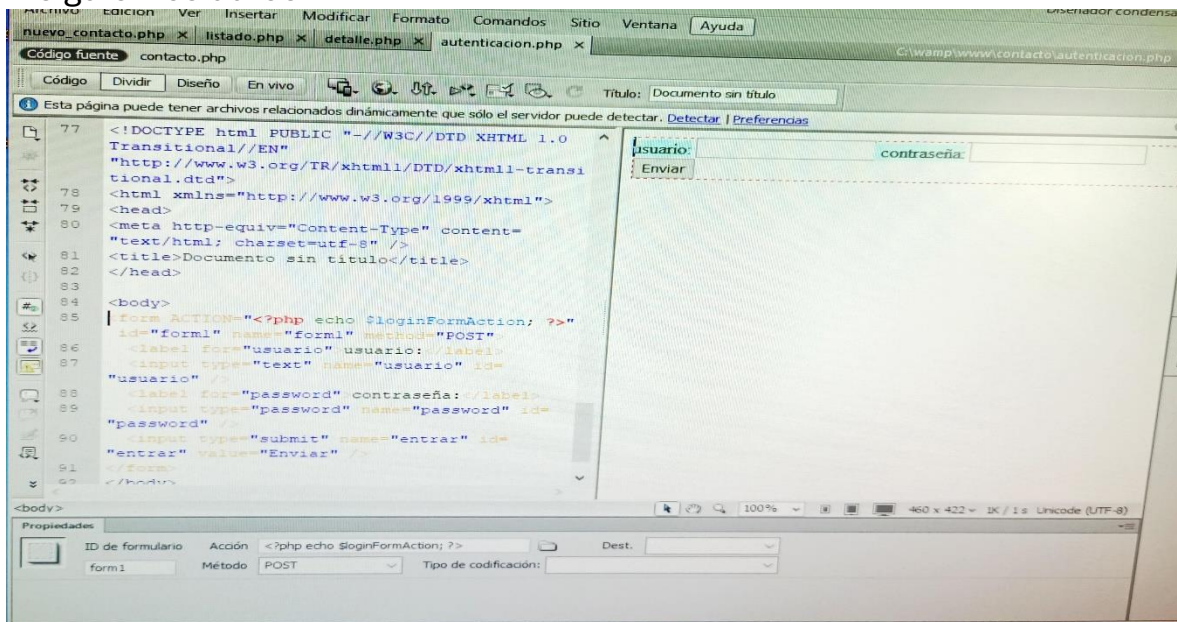 Archivo Edición Ver Insertar Modificar Formato Comandos Sitio Ventana Ayuda
nuevo_contacto.php × listado.php × detalle.php × autenticacion.php ×
Código fuente contacto.php C:\wamp\www\contacto\autenticacion.php
Código Dividir Diseño En vivo Título: Documento sin título
Esta página puede tener archivos relacionados dinámicamente que sólo el servidor puede detectar. Detectar | Preferencias
77 <!DOCTYPE html PUBLIC "-//W3C//DTD XHTML 1.0
Transitional//EN"
"http://www.w3.org/TR/xhtml1/DTD/xhtml1-transi
tional.dtd">
78 <html xmlns="http://www.w3.org/1999/xhtml">
79 <head>
80 <meta http-equiv="Content-Type" content=
"text/html; charset=utf-8" />
81 <title>Documento sin título</title>
82 </head>
83
84 <body>
85 <form ACTION="<?php echo $loginFormAction; ?>"
id="form1" name="form1" method="POST"
86 <label for="usuario" usuario:</label>
87 <input type="text" name="usuario" id=
"usuario" />
88 <label for="password" contraseña:</label>
89 <input type="password" name="password" id=
"password" />
90 <input type="submit" name="entrar" id=
"entrar" value="Enviar" />
91 </form>
92 </body>
usuario: contraseña:
Enviar
<body> 100% 460 x 422 1K / 1 s Unicode (UTF-8)
Propiedades
ID de formulario Acción <?php echo $loginFormAction; ?> Dest.
form1 Método POST Tipo de codificación: